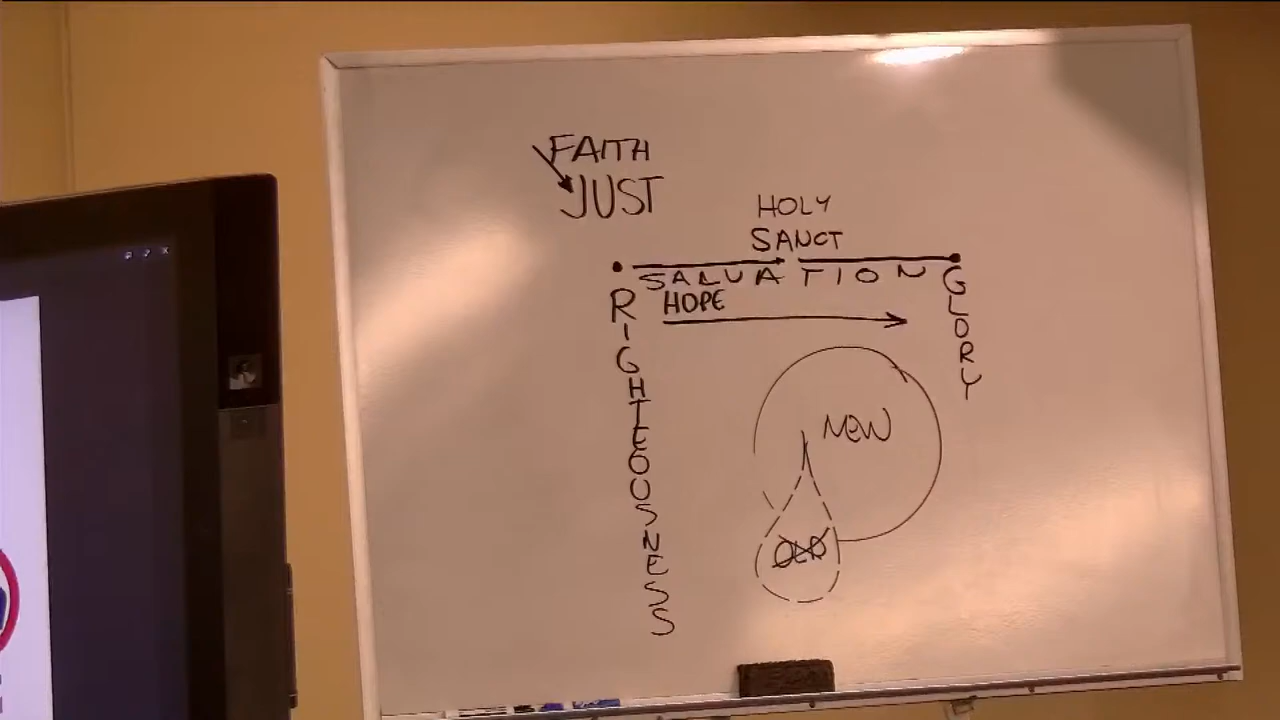 FAITH
JUST
HOLY
SANCT
SALVATION
HOPE
RIGHTEOUSNESS
GLORY
NEW
OLD